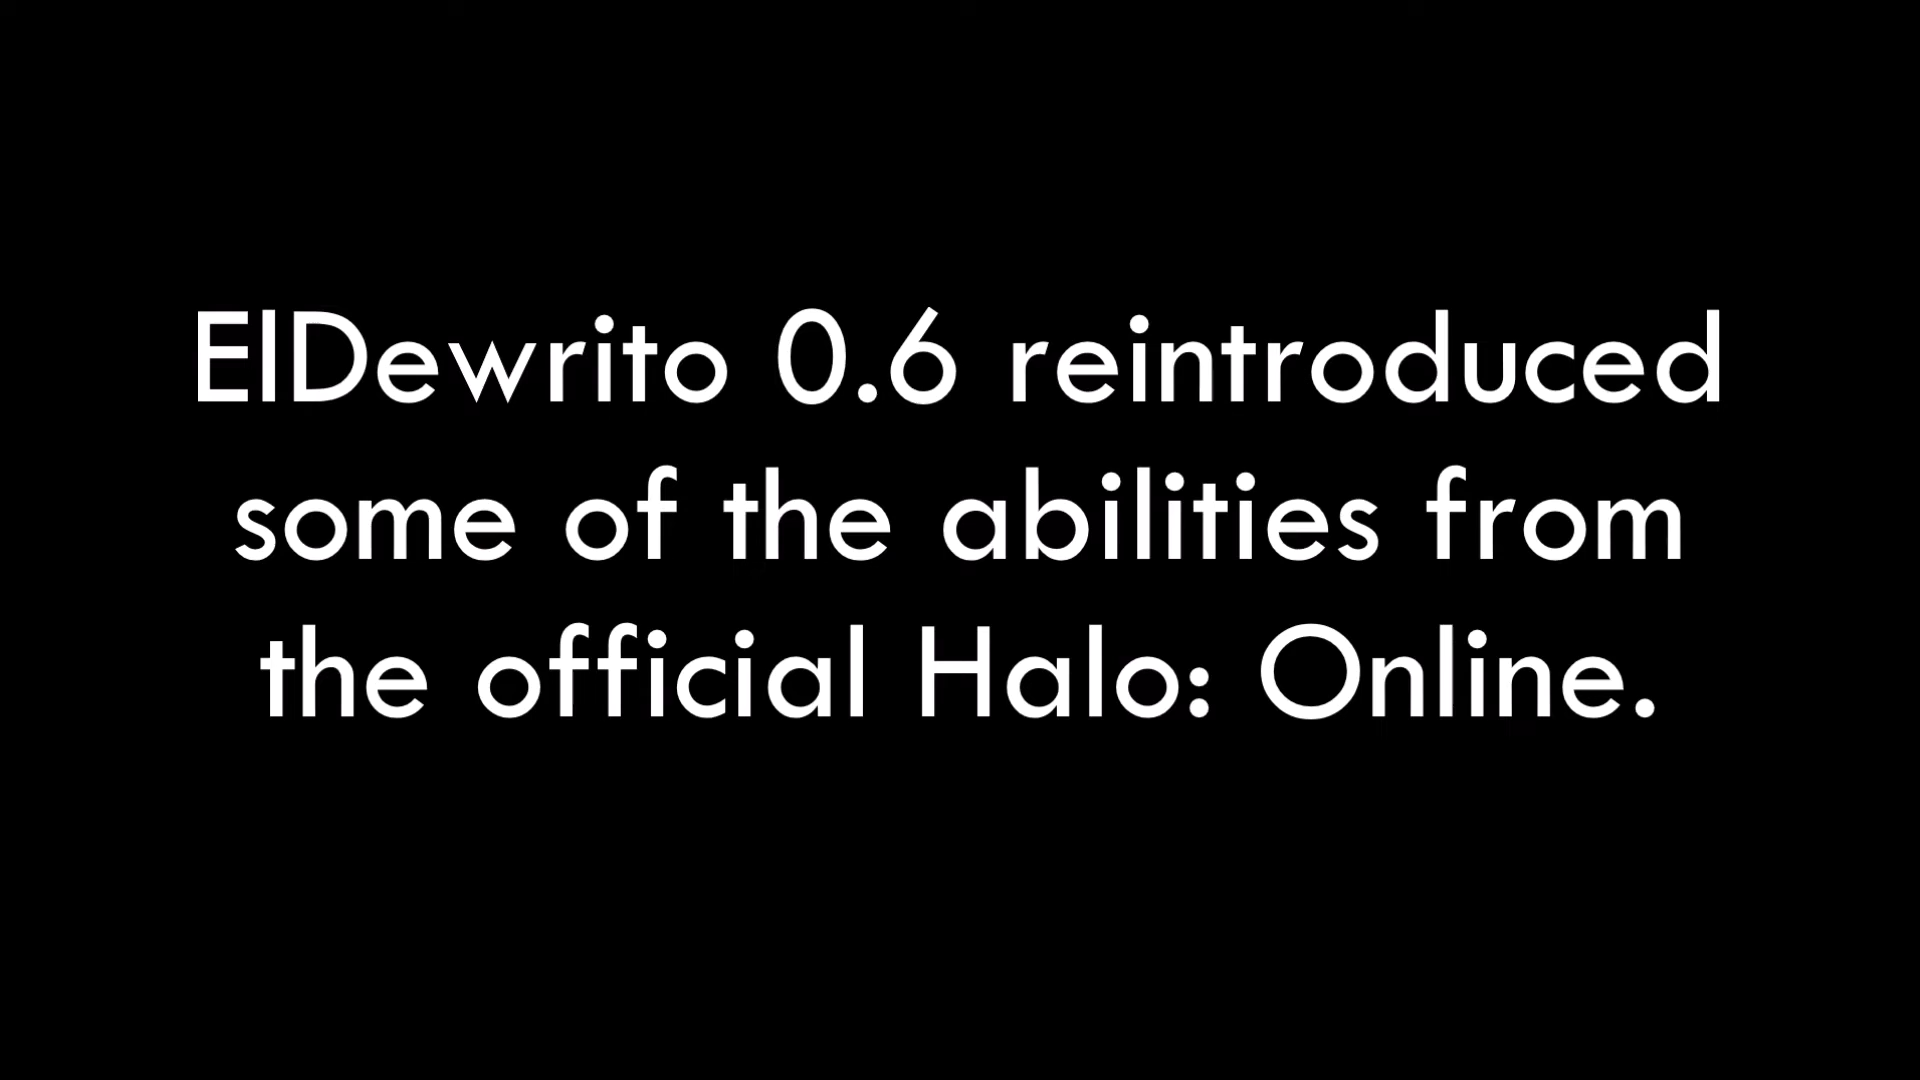 ElDewrito 0.6 reintroduced
some of the abilities from
the official Halo: Online.